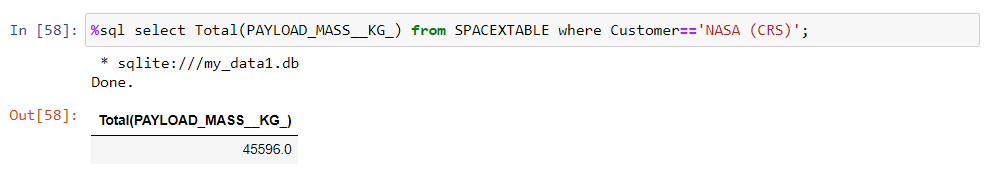 In [58]: %sql select Total(PAYLOAD_MASS__KG_) from SPACEXTABLE where Customer=='NASA (CRS)';
* sqlite:///my_data1.db
Done.
Out[58]: Total(PAYLOAD_MASS__KG_)
45596.0